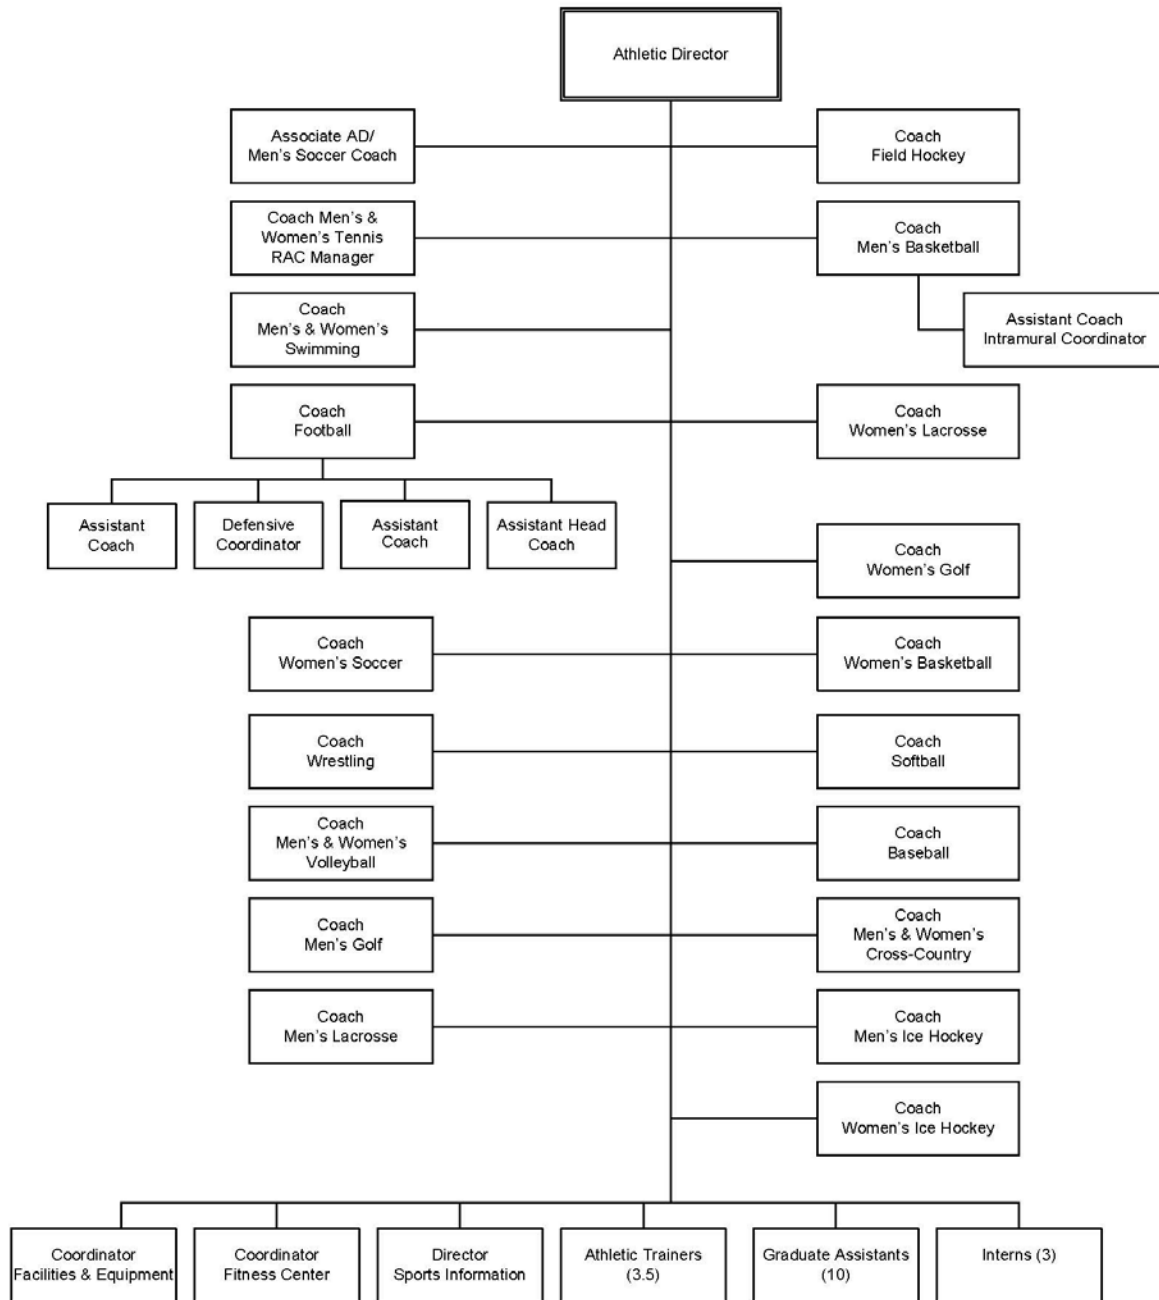 Athletic Director
Associate AD/
Men's Soccer Coach
Coach
Field Hockey
Coach Men's &
Women's Tennis
RAC Manager
Coach
Men's Basketball
Assistant Coach
Intramural Coordinator
Coach
Men's & Women's
Swimming
Coach
Football
Coach
Women's Lacrosse
Assistant
Coach
Defensive
Coordinator
Assistant
Coach
Assistant Head
Coach
Coach
Women's Golf
Coach
Women's Soccer
Coach
Women's Basketball
Coach
Wrestling
Coach
Softball
Coach
Men's & Women's
Volleyball
Coach
Baseball
Coach
Men's Golf
Coach
Men's & Women's
Cross-Country
Coach
Men's Lacrosse
Coach
Men's Ice Hockey
Coach
Women's Ice Hockey
Coordinator
Facilities & Equipment
Coordinator
Fitness Center
Director
Sports Information
Athletic Trainers
(3.5)
Graduate Assistants
(10)
Interns (3)